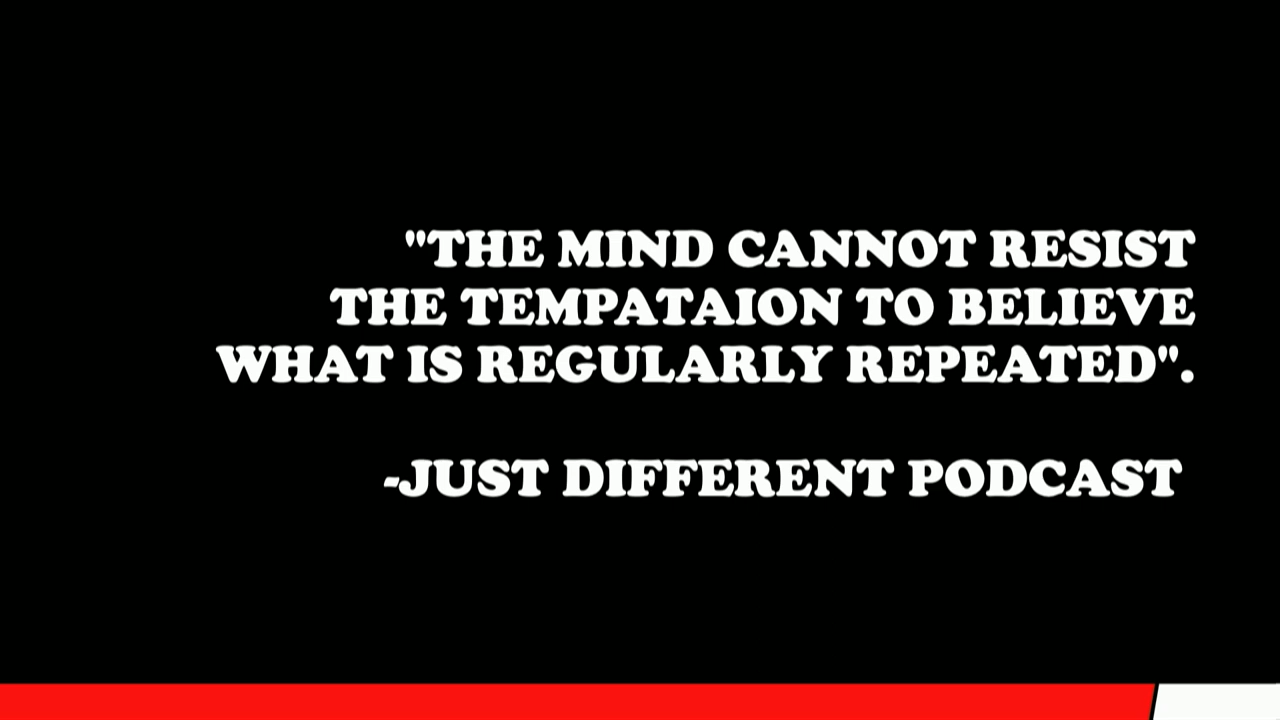 "THE MIND CANNOT RESIST
THE TEMPATAION TO BELIEVE
WHAT IS REGULARLY REPEATED".
-JUST DIFFERENT PODCAST